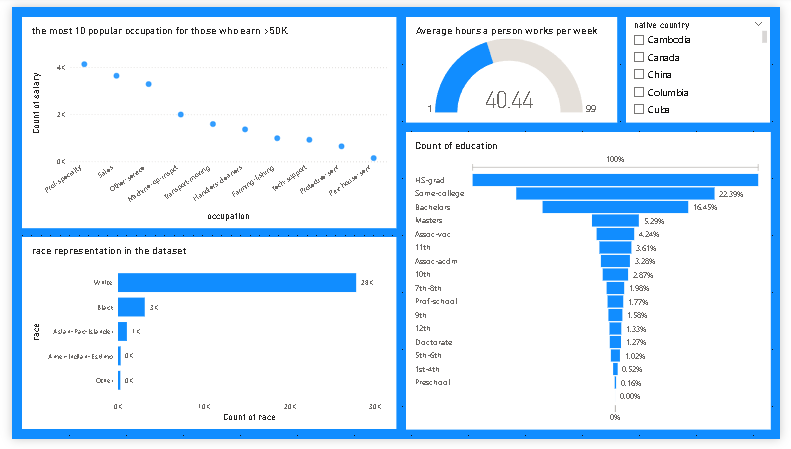 the most 10 popular occupation for those who earn >50K
Count of salary
4K
2K
0K
Prof-specialty
Sales
Other-service
Machine-op-inspct
Transport-moving
Handlers-cleaners
Farming-fishing
Tech-support
Protective-serv
Priv-house-serv
occupation
Average hours a person works per week
40.44
1
99
native country
Cambodia
Canada
China
Columbia
Cuba
race representation in the dataset
race
White 28K
Black 3K
Asian-Pac-Islander 1K
Amer-Indian-Eskimo 0K
Other 0K
0K 10K 20K 30K
Count of race
Count of education
100%
HS-grad
Some-college 22.39%
Bachelors 16.45%
Masters 5.29%
Assoc-voc 4.24%
11th 3.61%
Assoc-acdm 3.28%
10th 2.87%
7th-8th 1.98%
Prof-school 1.77%
9th 1.58%
12th 1.33%
Doctorate 1.27%
5th-6th 1.02%
1st-4th 0.52%
Preschool 0.16%
0.00%
0%